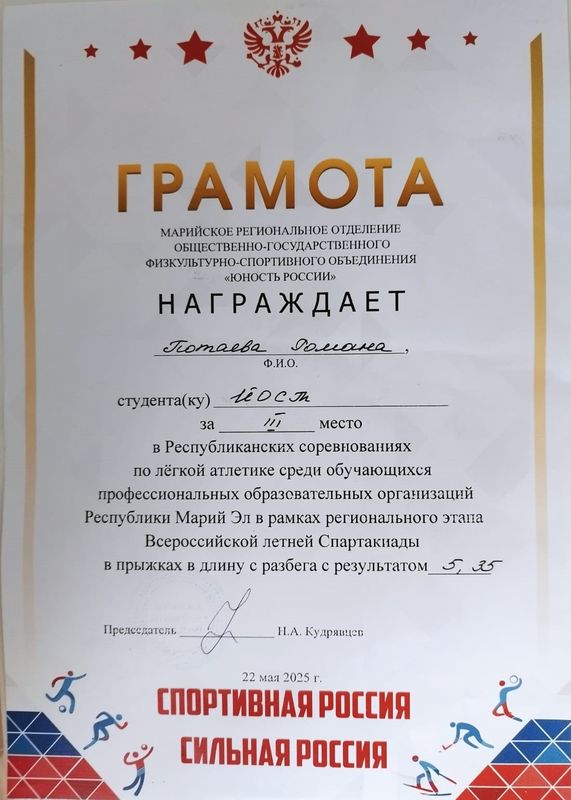 ГРАМОТА
МАРИЙСКОЕ РЕГИОНАЛЬНОЕ ОТДЕЛЕНИЕ
ОБЩЕСТВЕННО-ГОСУДАРСТВЕННОГО
ФИЗКУЛЬТУРНО-СПОРТИВНОГО ОБЪЕДИНЕНИЯ
«ЮНОСТЬ РОССИИ»
НАГРАЖДАЕТ
Потаева Романа,
Ф.И.О.
студента(ку) ЙОСТ
за III место
в Республиканских соревнованиях
по лёгкой атлетике среди обучающихся
профессиональных образовательных организаций
Республики Марий Эл в рамках регионального этапа
Всероссийской летней Спартакиады
в прыжках в длину с разбега с результатом 5,35
Председатель Н.А. Кудрявцев
22 мая 2025 г.
СПОРТИВНАЯ РОССИЯ
СИЛЬНАЯ РОССИЯ